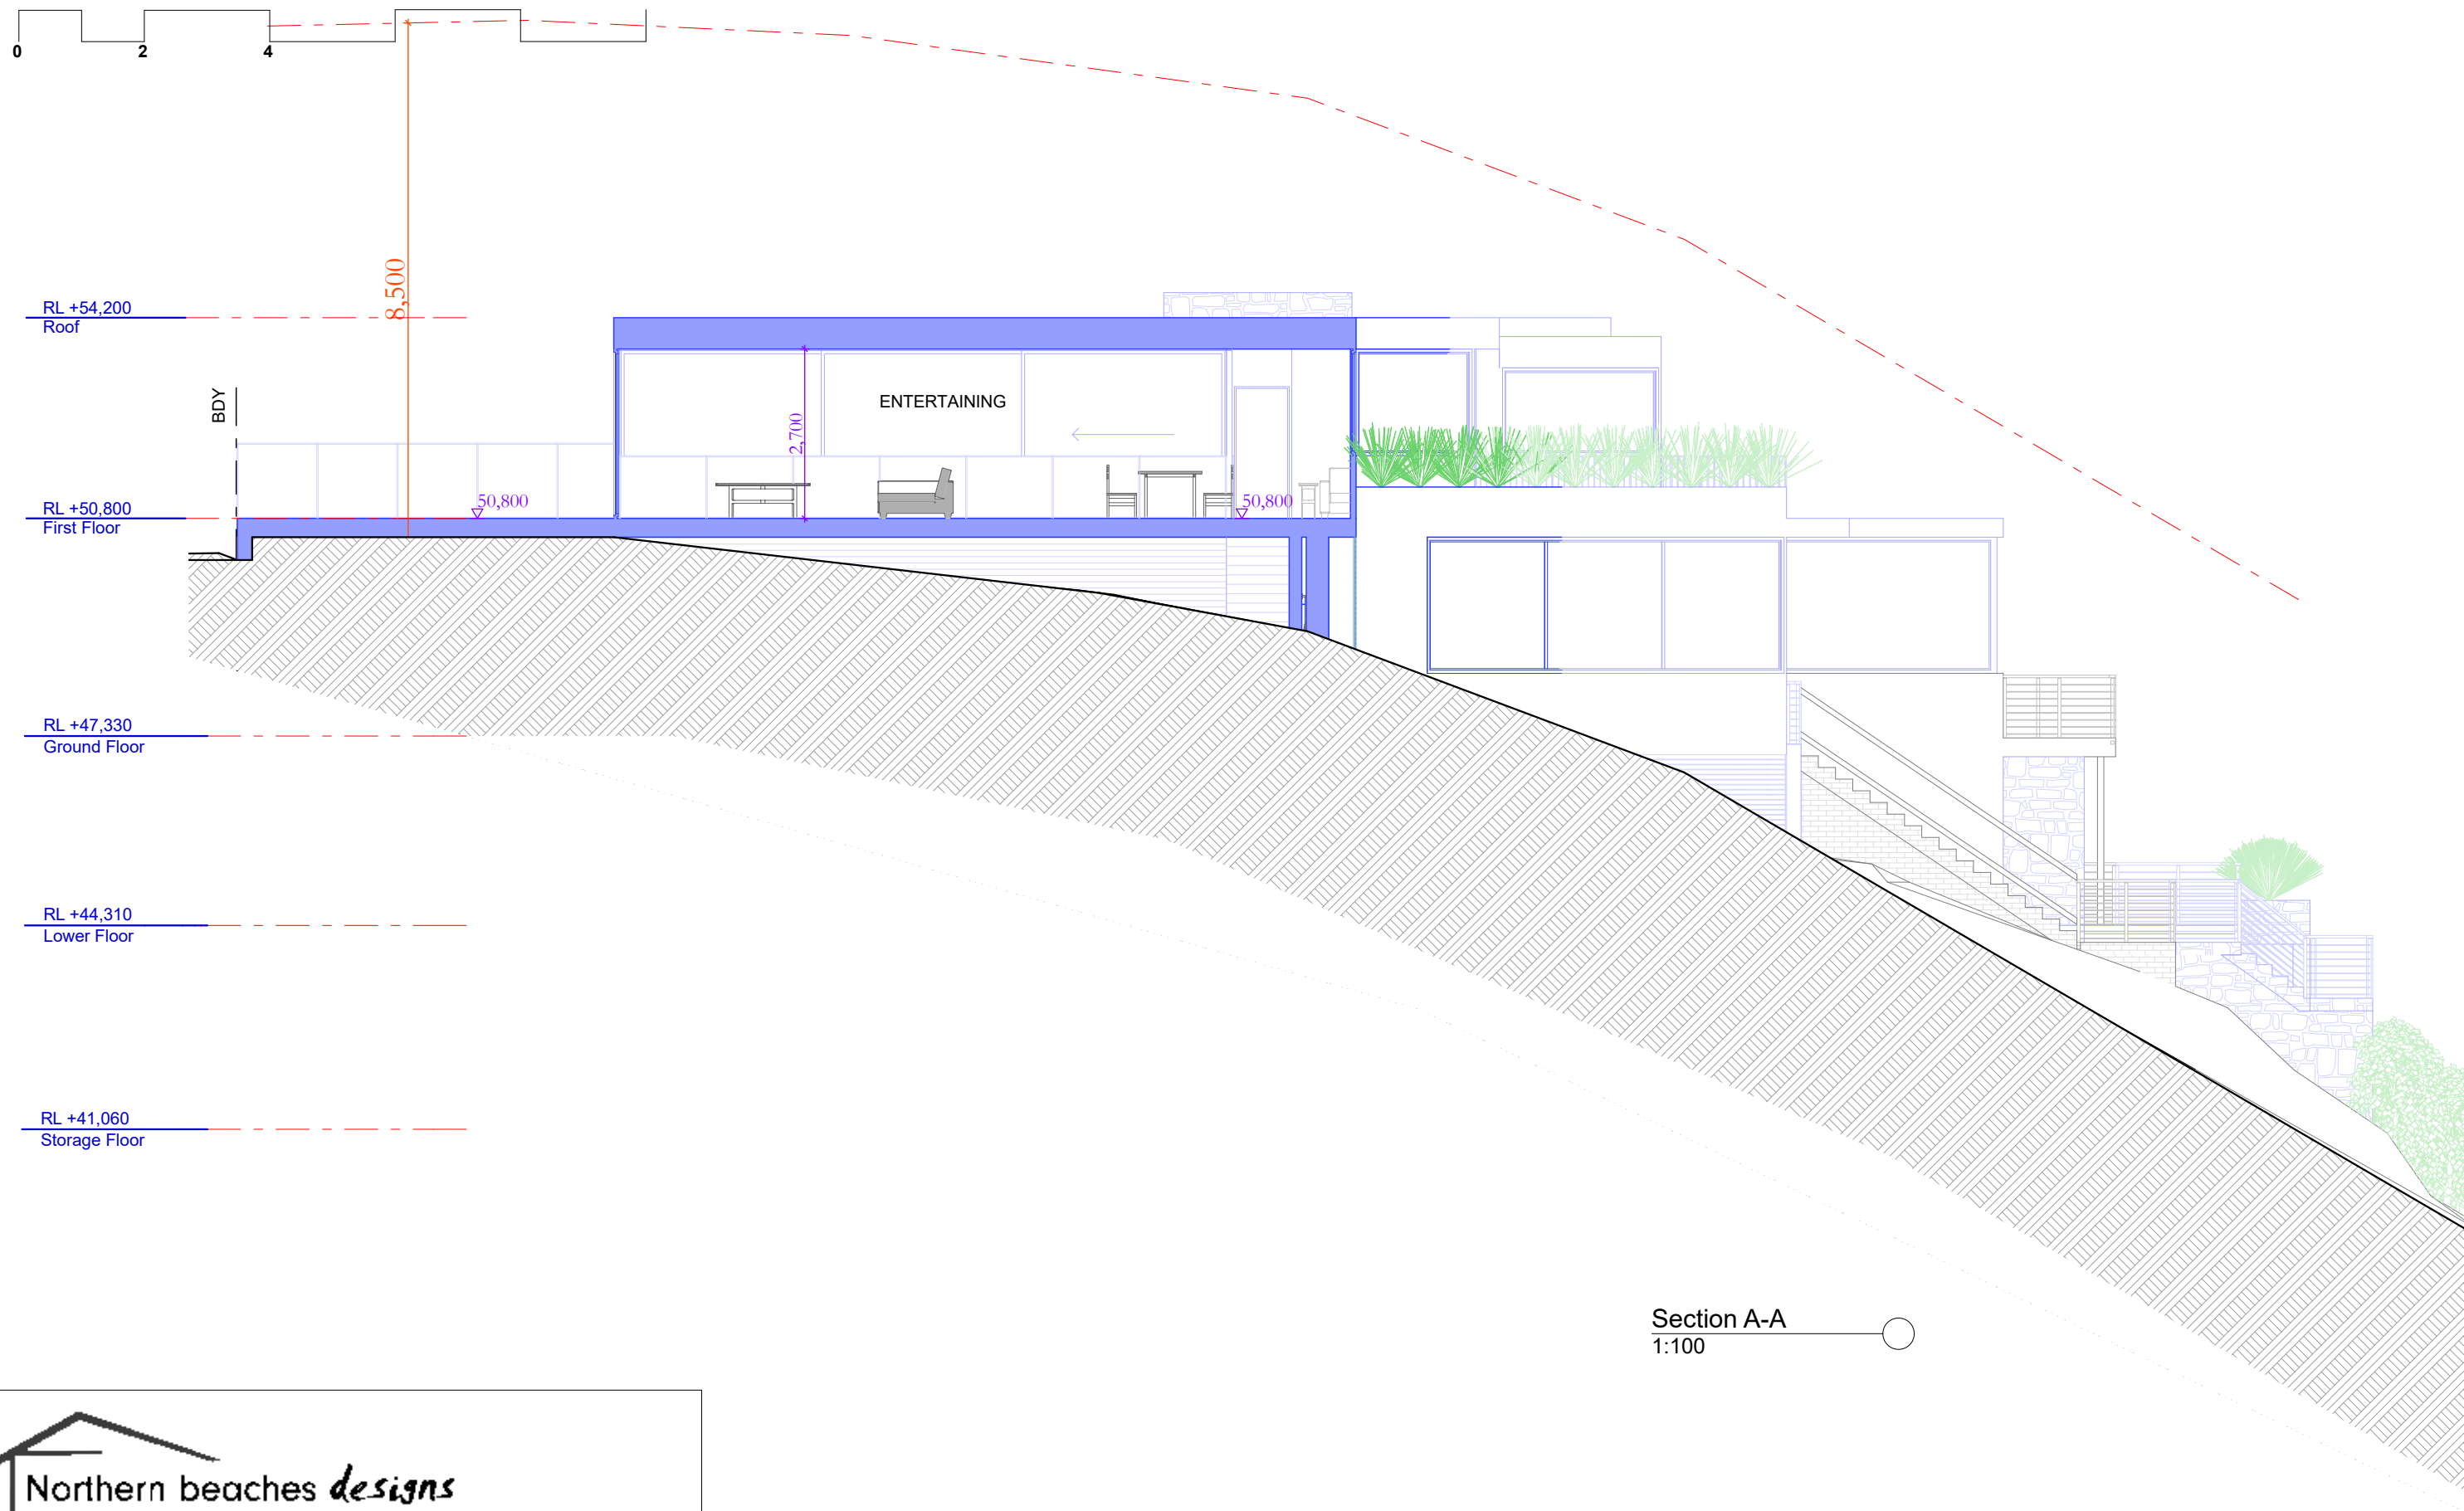 0 2 4
8,500
RL +54,200
Roof
BDY
ENTERTAINING
2,700
50,800
50,800
RL +50,800
First Floor
RL +47,330
Ground Floor
RL +44,310
Lower Floor
RL +41,060
Storage Floor
Section A-A
1:100
Northern beaches designs